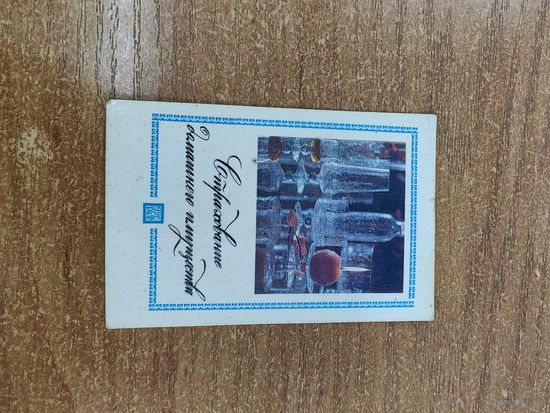 Страхование
домашнего имущества